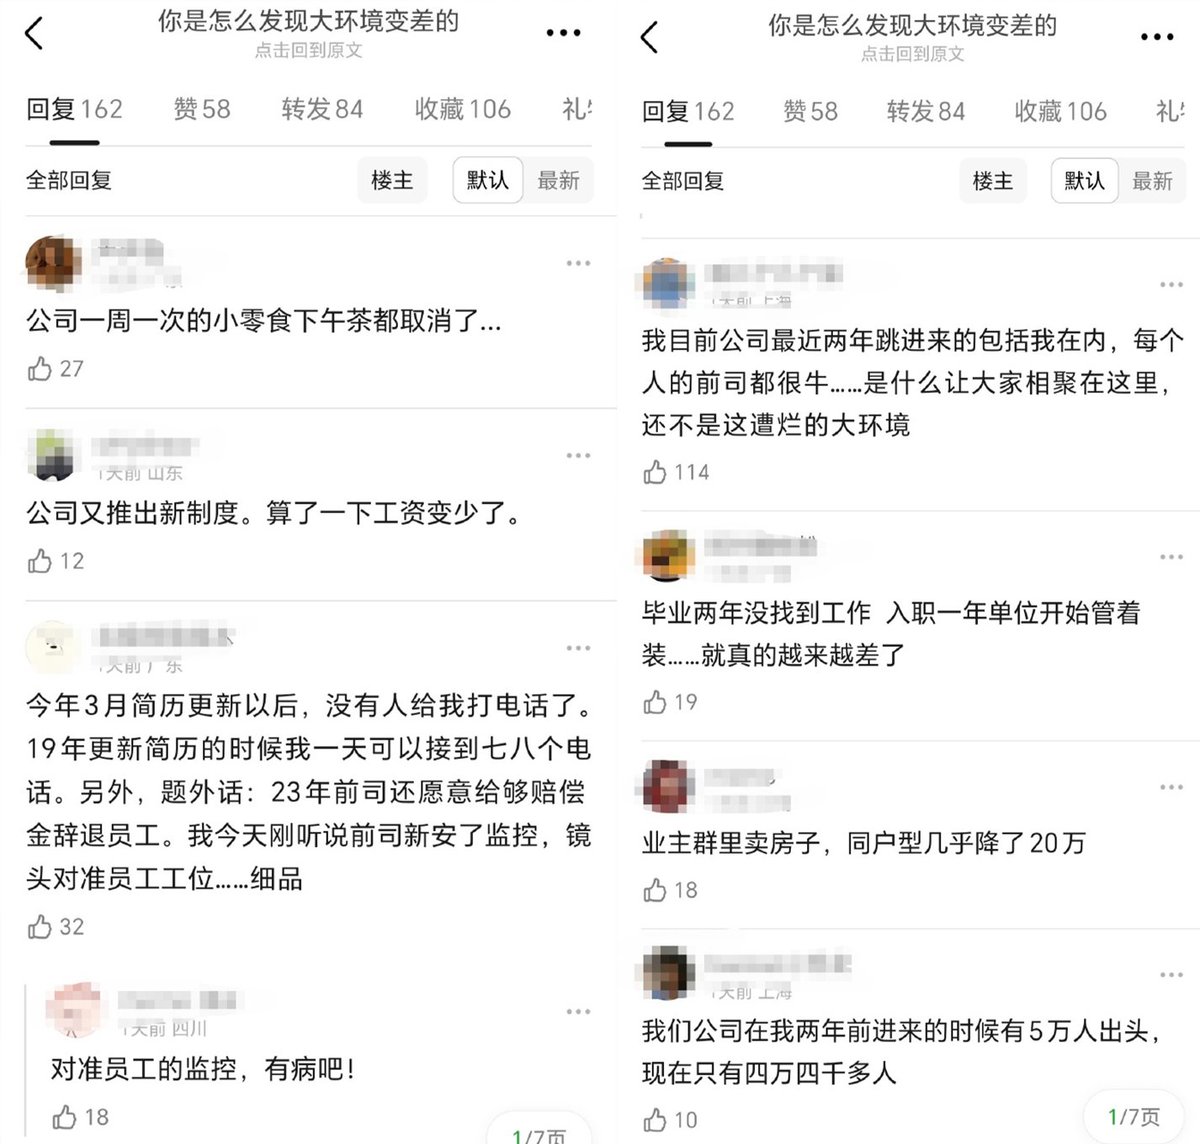 你是怎么发现大环境变差的
点击回到原文
回复 162 赞 58 转发 84 收藏 106 礼
全部回复 楼主 默认 最新
公司一周一次的小零食下午茶都取消了...
27
1天前 山东
公司又推出新制度。算了一下工资变少了。
12
1天前 广东
今年3月简历更新以后，没有人给我打电话了。
19年更新简历的时候我一天可以接到七八个电
话。另外，题外话：23年前司还愿意给够赔偿
金辞退员工。我今天刚听说前司新安了监控，镜
头对准员工工位......细品
32
1天前 四川
对准员工的监控，有病吧！
18
1/7页
你是怎么发现大环境变差的
点击回到原文
回复 162 赞 58 转发 84 收藏 106 礼
全部回复 楼主 默认 最新
1天前 上海
我目前公司最近两年跳进来的包括我在内，每个
人的前司都很牛......是什么让大家相聚在这里，
还不是这遭烂的大环境
114
毕业两年没找到工作 入职一年单位开始管着
装......就真的越来越差了
19
业主群里卖房子，同户型几乎降了20万
18
1天前 上海
我们公司在我两年前进来的时候有5万人出头，
现在只有四万四千多人
10
1/7页